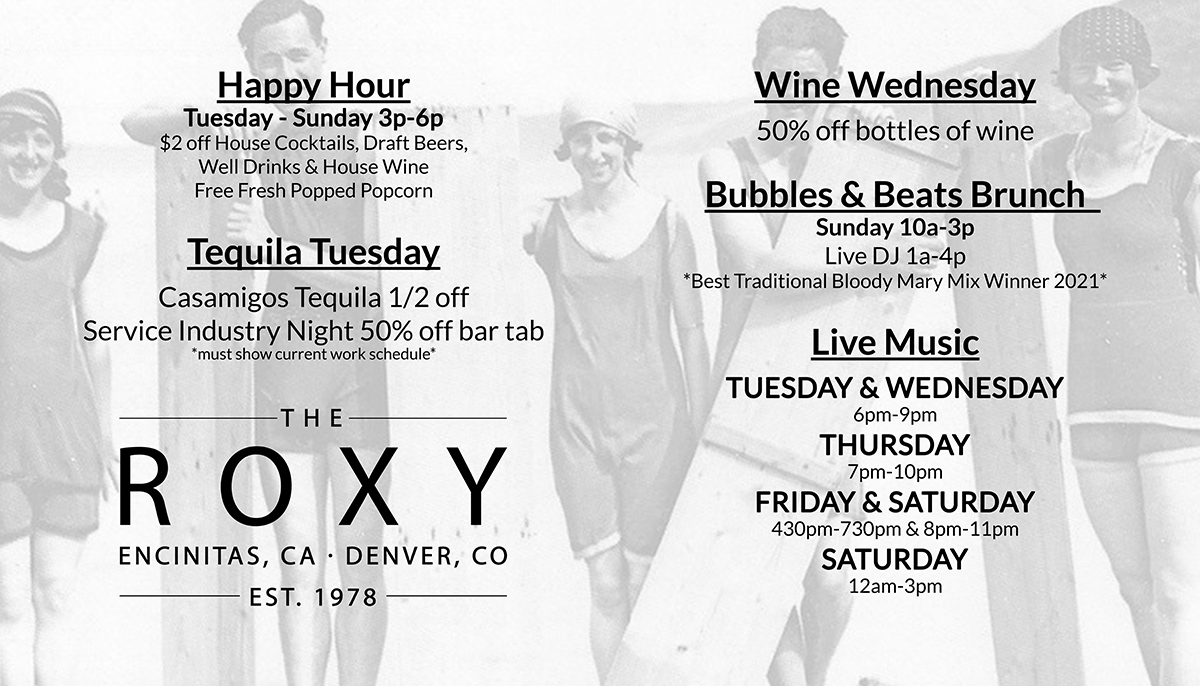 Happy Hour
Tuesday - Sunday 3p-6p
$2 off House Cocktails, Draft Beers,
Well Drinks & House Wine
Free Fresh Popped Popcorn
Tequila Tuesday
Casamigos Tequila 1/2 off
Service Industry Night 50% off bar tab
*must show current work schedule*
THE
ROXY
ENCINITAS, CA · DENVER, CO
EST. 1978
Wine Wednesday
50% off bottles of wine
Bubbles & Beats Brunch
Sunday 10a-3p
Live DJ 1a-4p
*Best Traditional Bloody Mary Mix Winner 2021*
Live Music
TUESDAY & WEDNESDAY
6pm-9pm
THURSDAY
7pm-10pm
FRIDAY & SATURDAY
430pm-730pm & 8pm-11pm
SATURDAY
12am-3pm